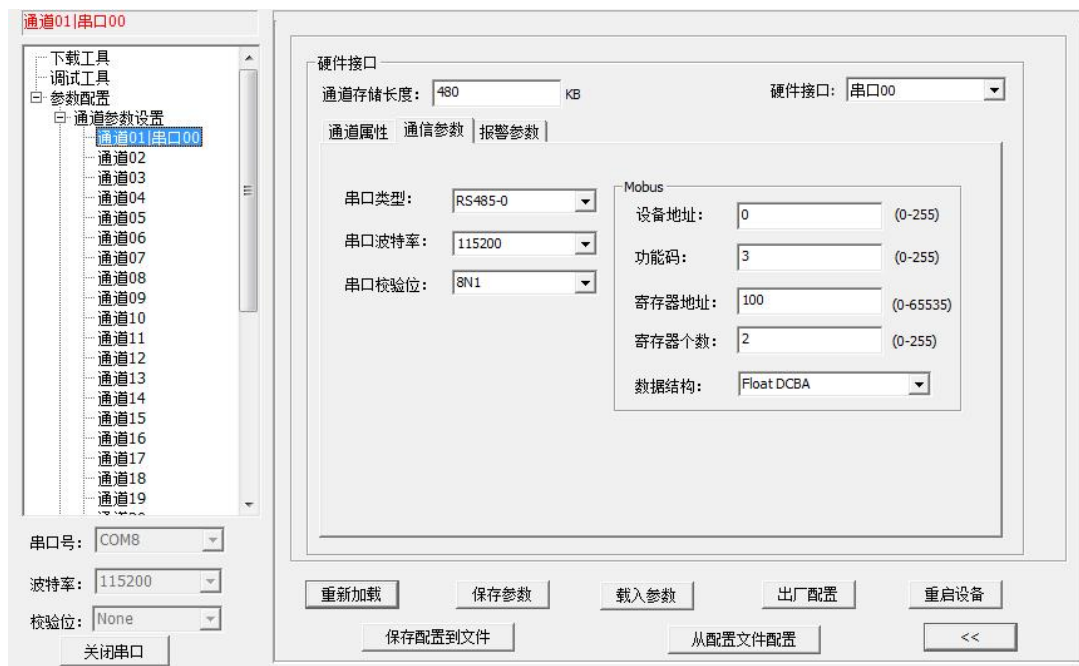 通道01|串口00
下载工具
调试工具
参数配置
通道参数设置
通道01|串口00
通道02
通道03
通道04
通道05
通道06
通道07
通道08
通道09
通道10
通道11
通道12
通道13
通道14
通道15
通道16
通道17
通道18
通道19
串口号: COM8
波特率: 115200
校验位: None
关闭串口
硬件接口
通道存储长度: 480 KB
硬件接口: 串口00
通道属性 通信参数 报警参数
串口类型: RS485-0
串口波特率: 115200
串口校验位: 8N1
Mobus
设备地址: 0 (0-255)
功能码: 3 (0-255)
寄存器地址: 100 (0-65535)
寄存器个数: 2 (0-255)
数据结构: Float DCBA
重新加载 保存参数 载入参数 出厂配置 重启设备
保存配置到文件 从配置文件配置 <<